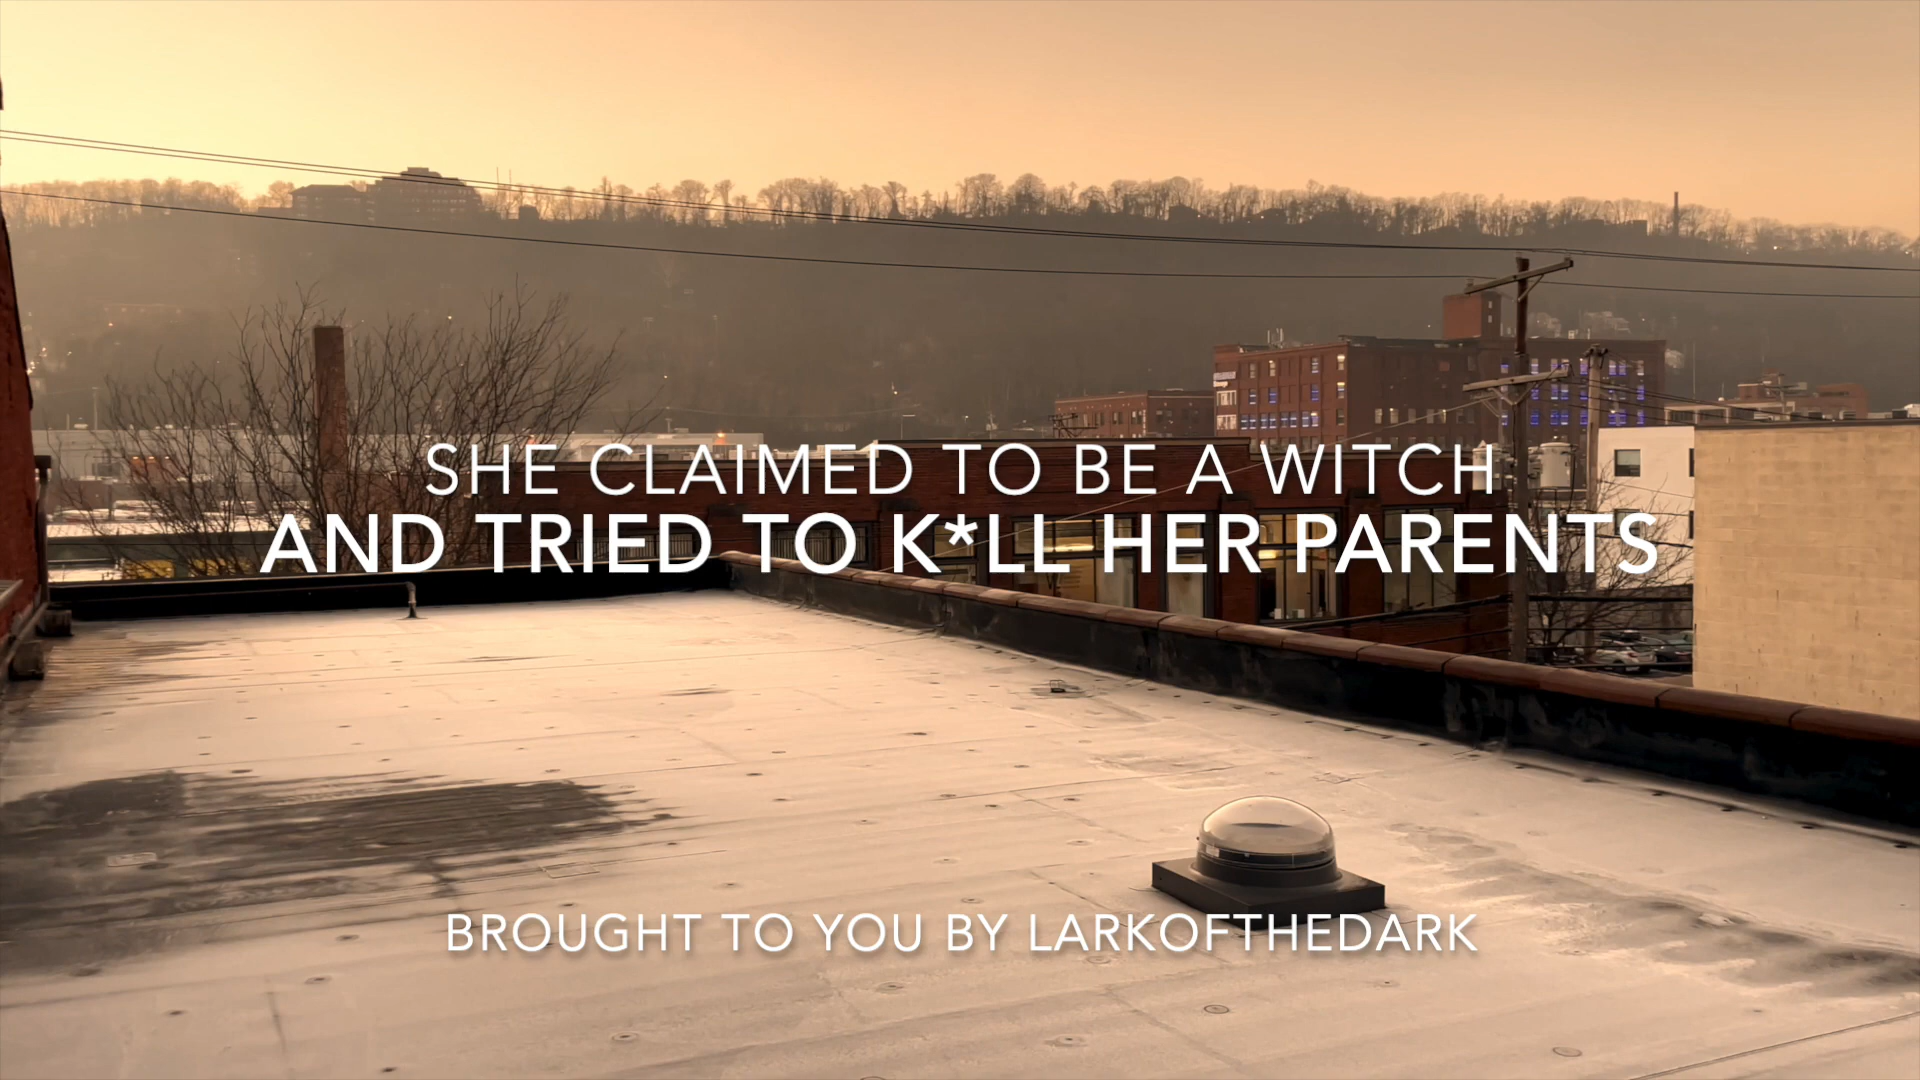 SHE CLAIMED TO BE A WITCH
AND TRIED TO K*LL HER PARENTS
BROUGHT TO YOU BY LARKOFTHEDARK